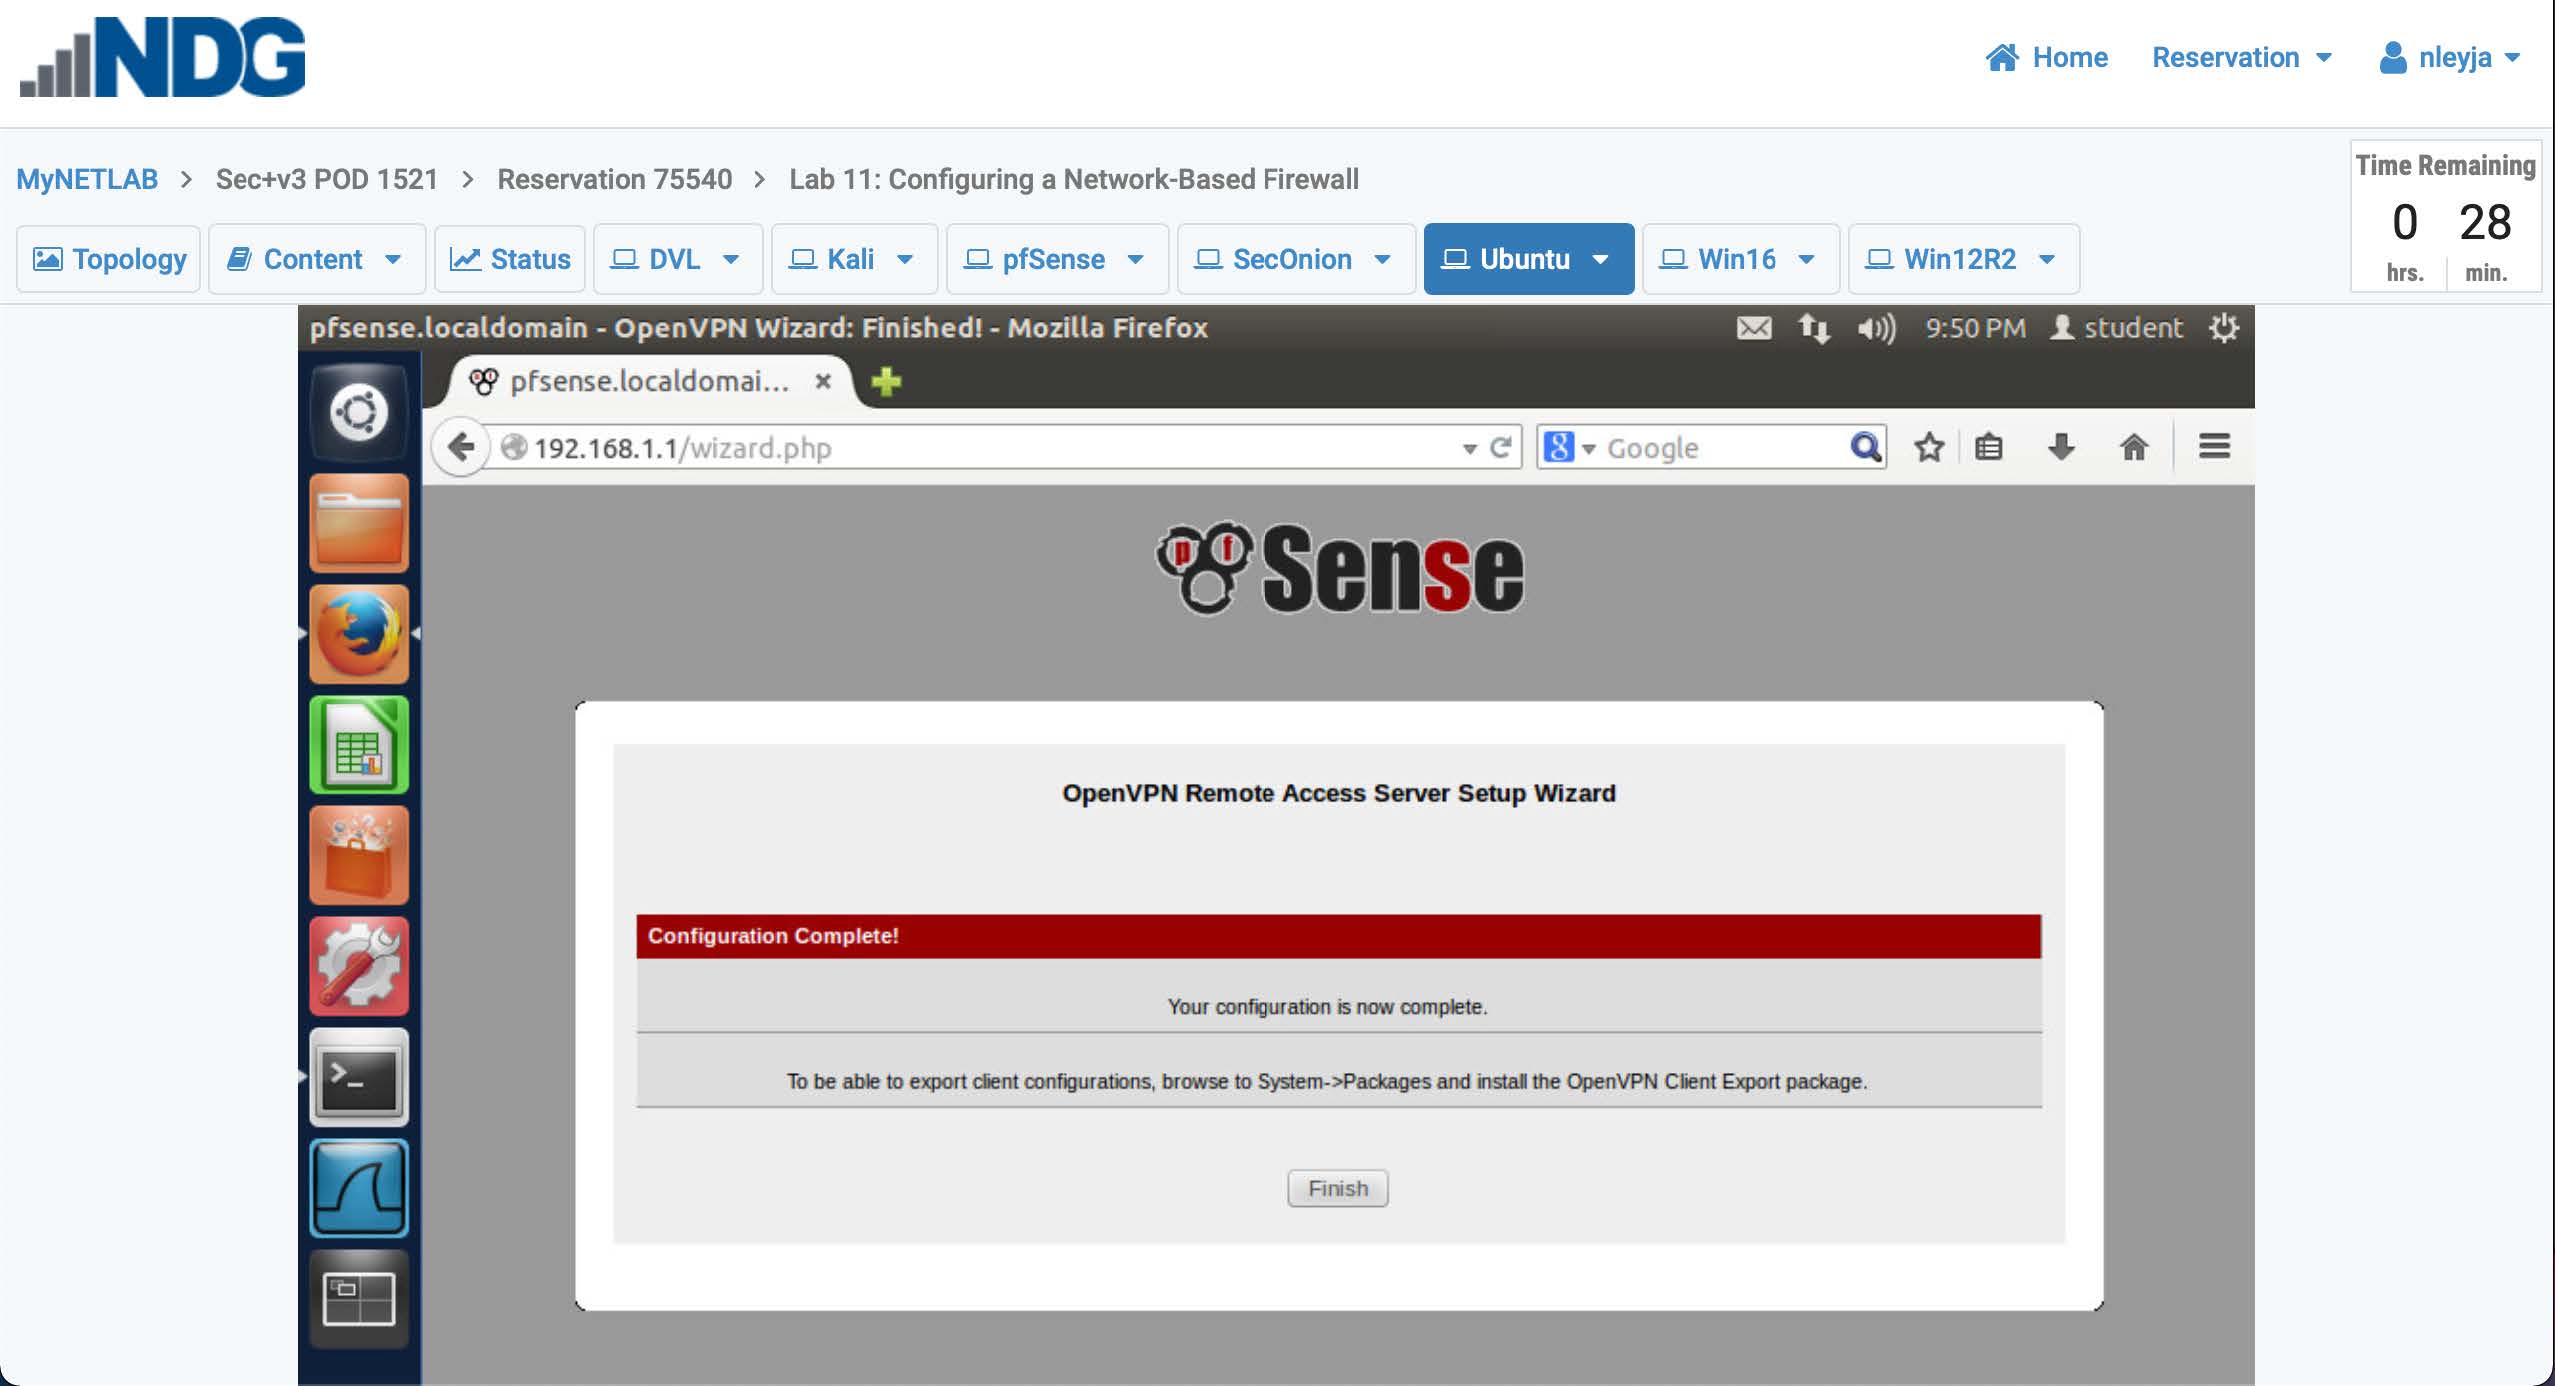 NDG
Home Reservation nleyja
MyNETLAB > Sec+v3 POD 1521 > Reservation 75540 > Lab 11: Configuring a Network-Based Firewall
Time Remaining
0 28
hrs. min.
Topology Content Status DVL Kali pfSense SecOnion Ubuntu Win16 Win12R2
pfsense.localdomain - OpenVPN Wizard: Finished! - Mozilla Firefox 9:50 PM student
pfsense.localdomai... ×
192.168.1.1/wizard.php 8 Google
pf Sense
OpenVPN Remote Access Server Setup Wizard
Configuration Complete!
Your configuration is now complete.
To be able to export client configurations, browse to System->Packages and install the OpenVPN Client Export package.
Finish